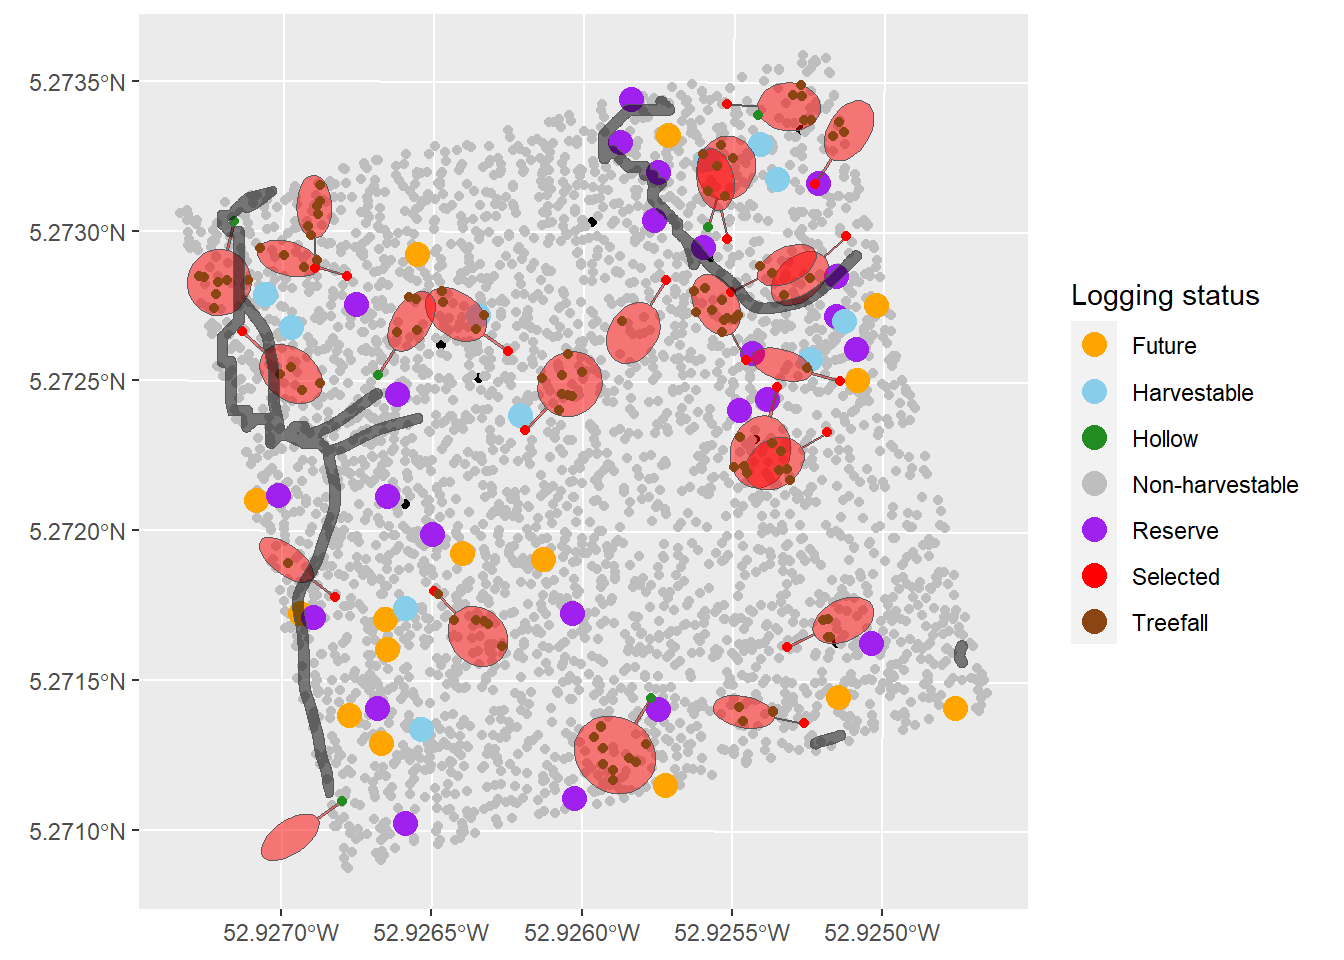 5.2735°N
5.2730°N
5.2725°N
5.2720°N
5.2715°N
5.2710°N
52.9270°W 52.9265°W 52.9260°W 52.9255°W 52.9250°W
Logging status
Future
Harvestable
Hollow
Non-harvestable
Reserve
Selected
Treefall